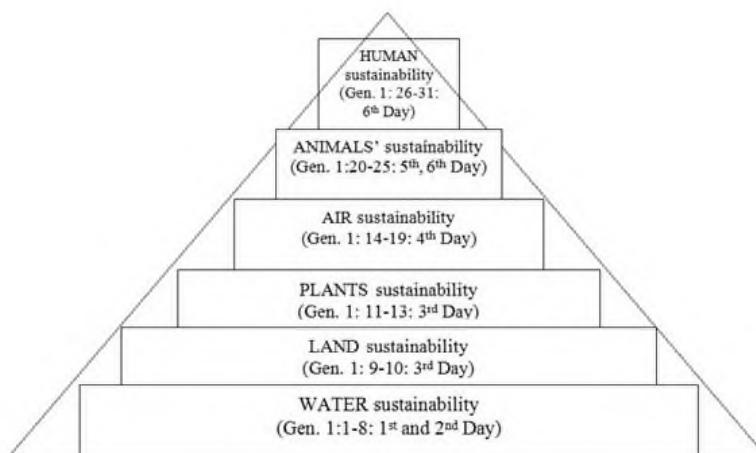 HUMAN
sustainability
(Gen. 1: 26-31:
6th Day)
ANIMALS’ sustainability
(Gen. 1:20-25: 5th, 6th Day)
AIR sustainability
(Gen. 1: 14-19: 4th Day)
PLANTS sustainability
(Gen. 1: 11-13: 3rd Day)
LAND sustainability
(Gen. 1: 9-10: 3rd Day)
WATER sustainability
(Gen. 1:1-8: 1st and 2nd Day)